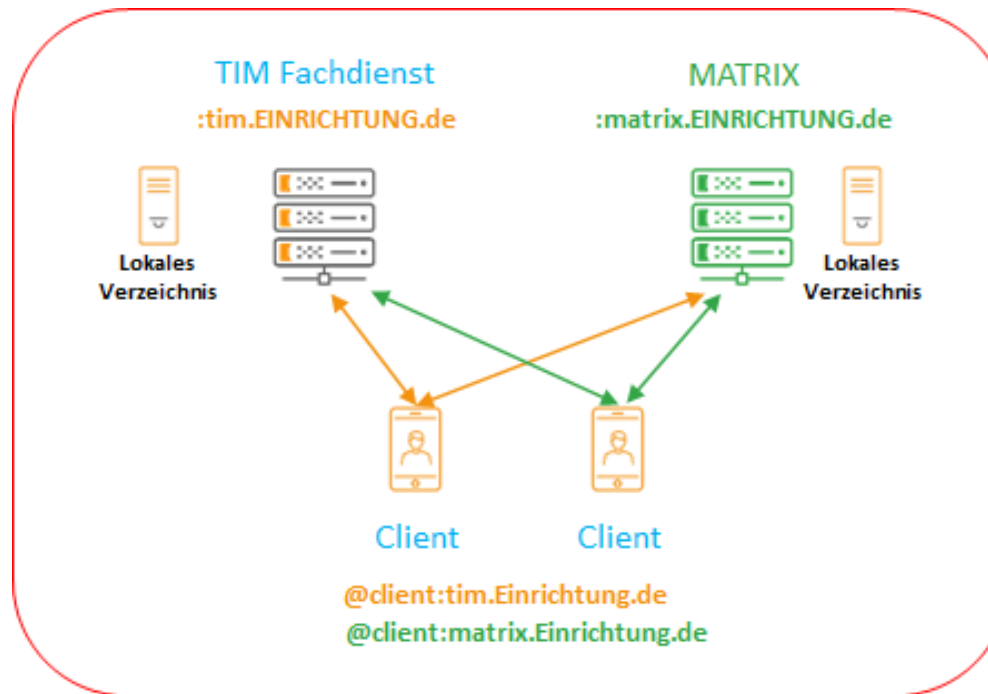 TIM Fachdienst
:tim.EINRICHTUNG.de
MATRIX
:matrix.EINRICHTUNG.de
Lokales
Verzeichnis
Lokales
Verzeichnis
Client
Client
@client:tim.Einrichtung.de
@client:matrix.Einrichtung.de